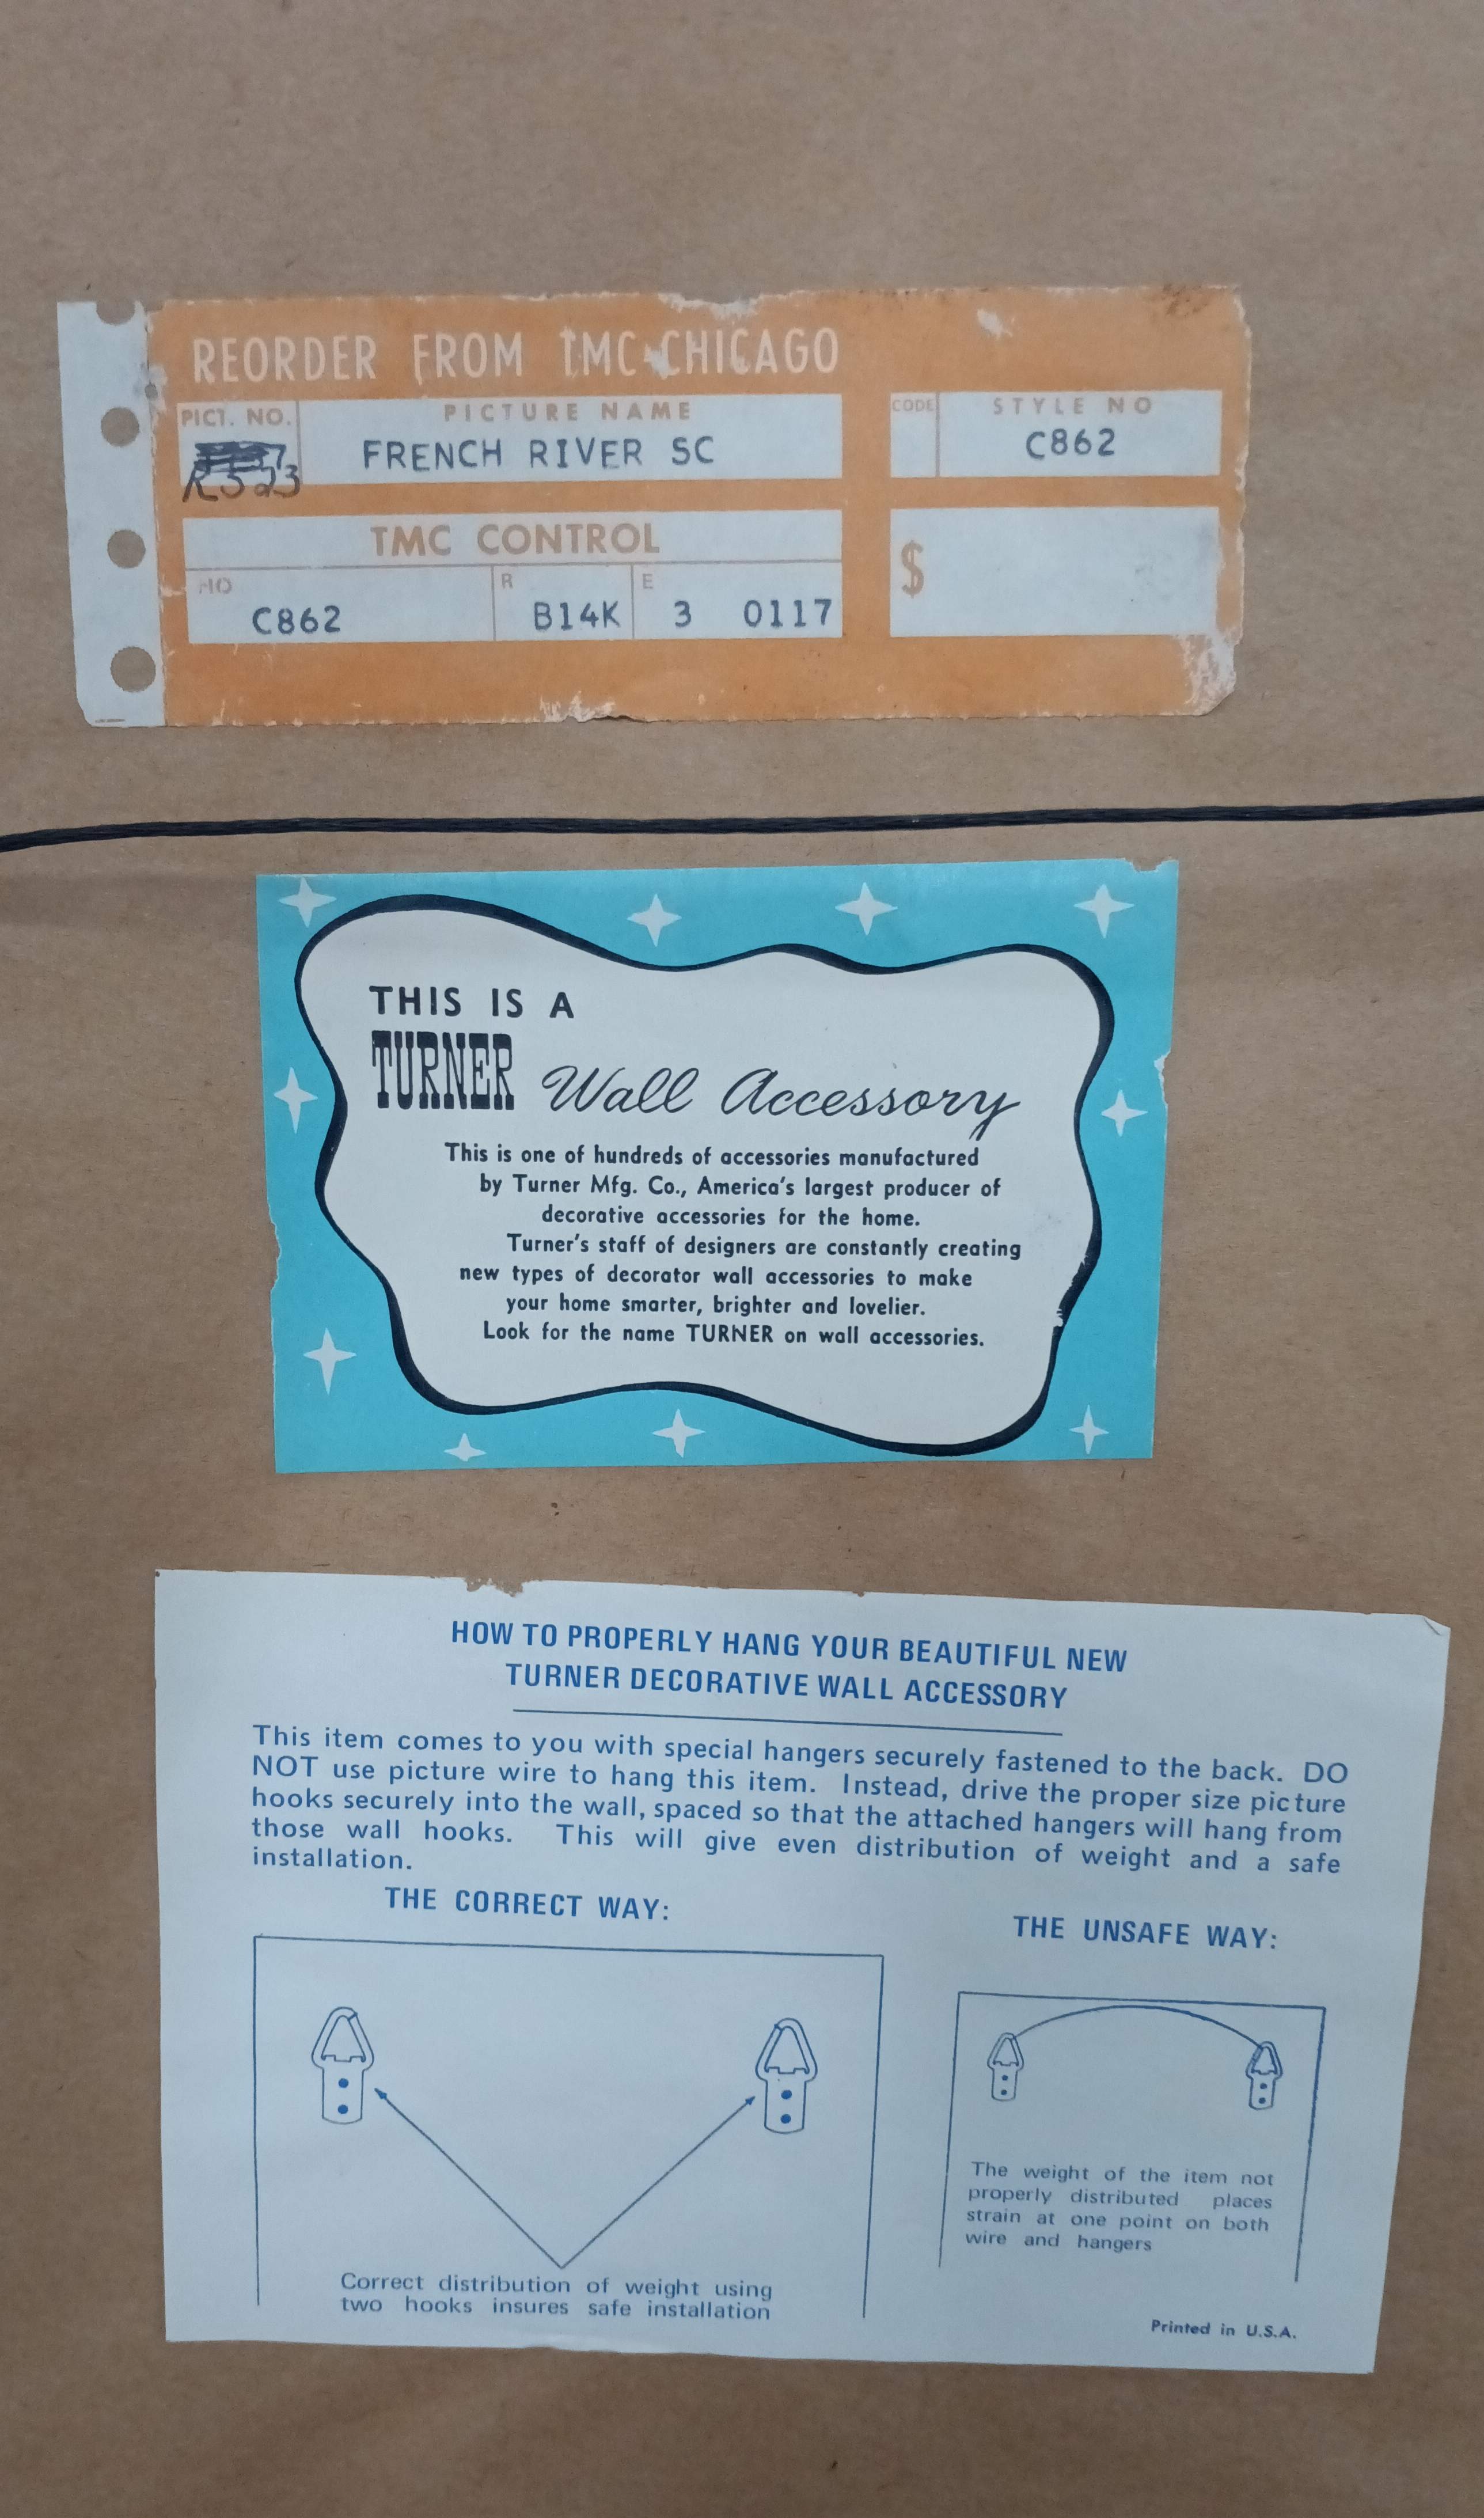 REORDER FROM TMC CHICAGO
PICT. NO. PICTURE NAME CODE STYLE NO
FRENCH RIVER SC C862
R523
TMC CONTROL
NO R E $
C862 B14K 3 0117
THIS IS A
TURNER Wall Accessory
This is one of hundreds of accessories manufactured
by Turner Mfg. Co., America's largest producer of
decorative accessories for the home.
Turner's staff of designers are constantly creating
new types of decorator wall accessories to make
your home smarter, brighter and lovelier.
Look for the name TURNER on wall accessories.
HOW TO PROPERLY HANG YOUR BEAUTIFUL NEW
TURNER DECORATIVE WALL ACCESSORY
This item comes to you with special hangers securely fastened to the back. DO
NOT use picture wire to hang this item. Instead, drive the proper size picture
hooks securely into the wall, spaced so that the attached hangers will hang from
those wall hooks. This will give even distribution of weight and a safe
installation.
THE CORRECT WAY:
Correct distribution of weight using
two hooks insures safe installation
THE UNSAFE WAY:
The weight of the item not
properly distributed places
strain at one point on both
wire and hangers
Printed in U.S.A.